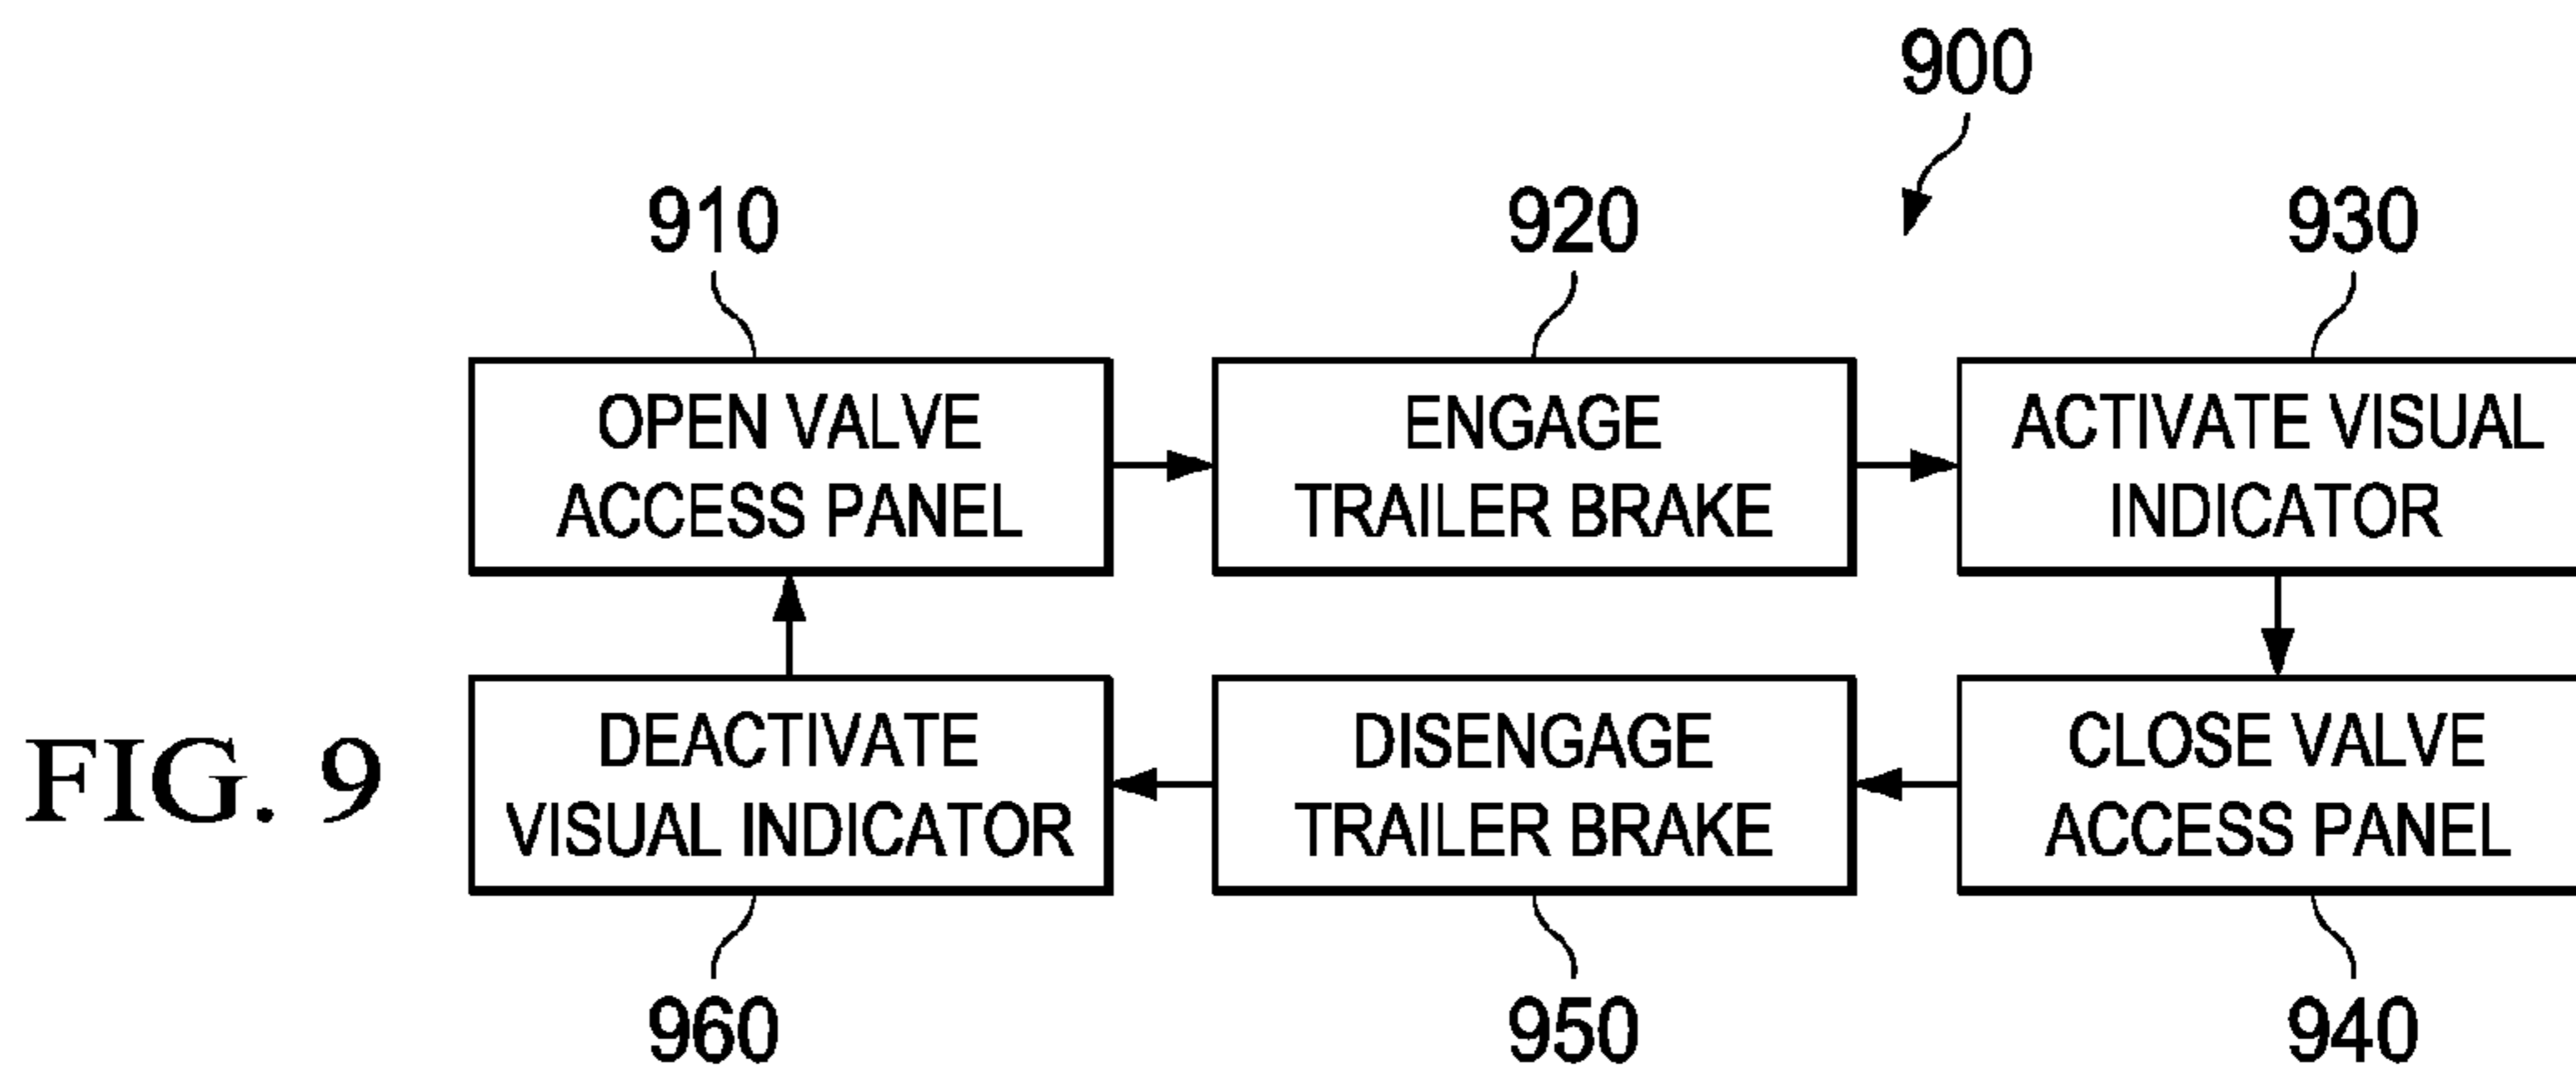 900
910
920
930
OPEN VALVE
ACCESS PANEL
ENGAGE
TRAILER BRAKE
ACTIVATE VISUAL
INDICATOR
DEACTIVATE
VISUAL INDICATOR
DISENGAGE
TRAILER BRAKE
CLOSE VALVE
ACCESS PANEL
FIG. 9
960
950
940